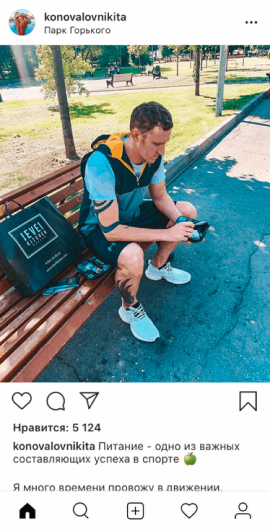 konovalovnikita
Парк Горького
LEVEL
KITCHEN
Нравится: 5 124
konovalovnikita Питание - одно из важных
составляющих успеха в спорте 🍏
Я много времени провожу в движении,